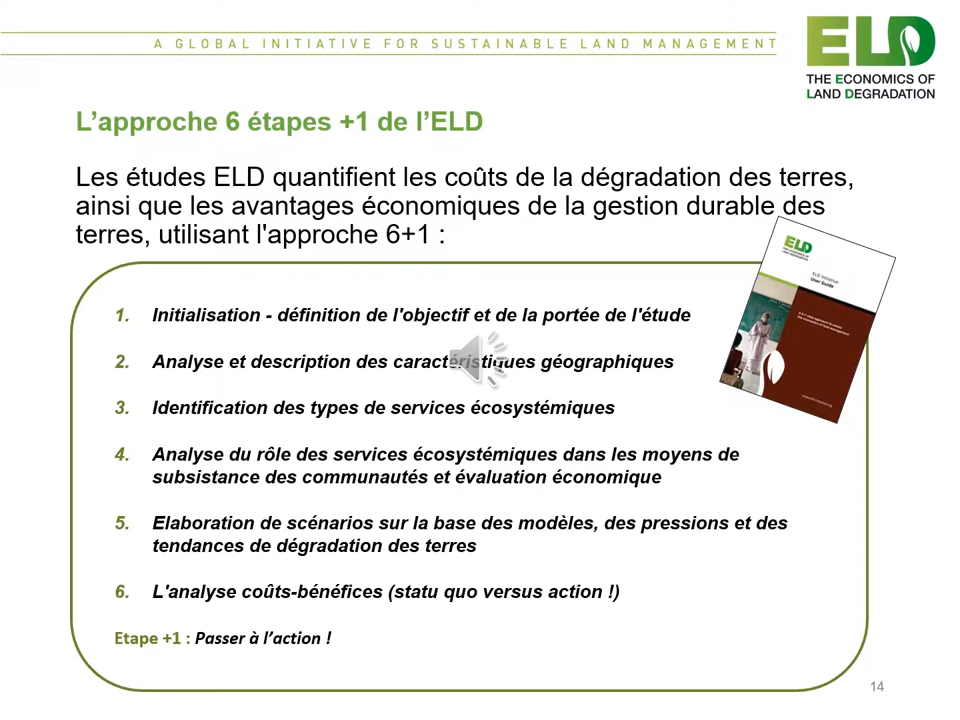 A GLOBAL INITIATIVE FOR SUSTAINABLE LAND MANAGEMENT
ELD
THE ECONOMICS OF
LAND DEGRADATION
L’approche 6 étapes +1 de l’ELD
Les études ELD quantifient les coûts de la dégradation des terres,
ainsi que les avantages économiques de la gestion durable des
terres, utilisant l'approche 6+1 :
ELD
ELD Initiative
User Guide
1. Initialisation - définition de l'objectif et de la portée de l'étude
2. Analyse et description des caractéristiques géographiques
3. Identification des types de services écosystémiques
4. Analyse du rôle des services écosystémiques dans les moyens de
subsistance des communautés et évaluation économique
5. Elaboration de scénarios sur la base des modèles, des pressions et des
tendances de dégradation des terres
6. L'analyse coûts-bénéfices (statu quo versus action !)
Etape +1 : Passer à l’action !
14